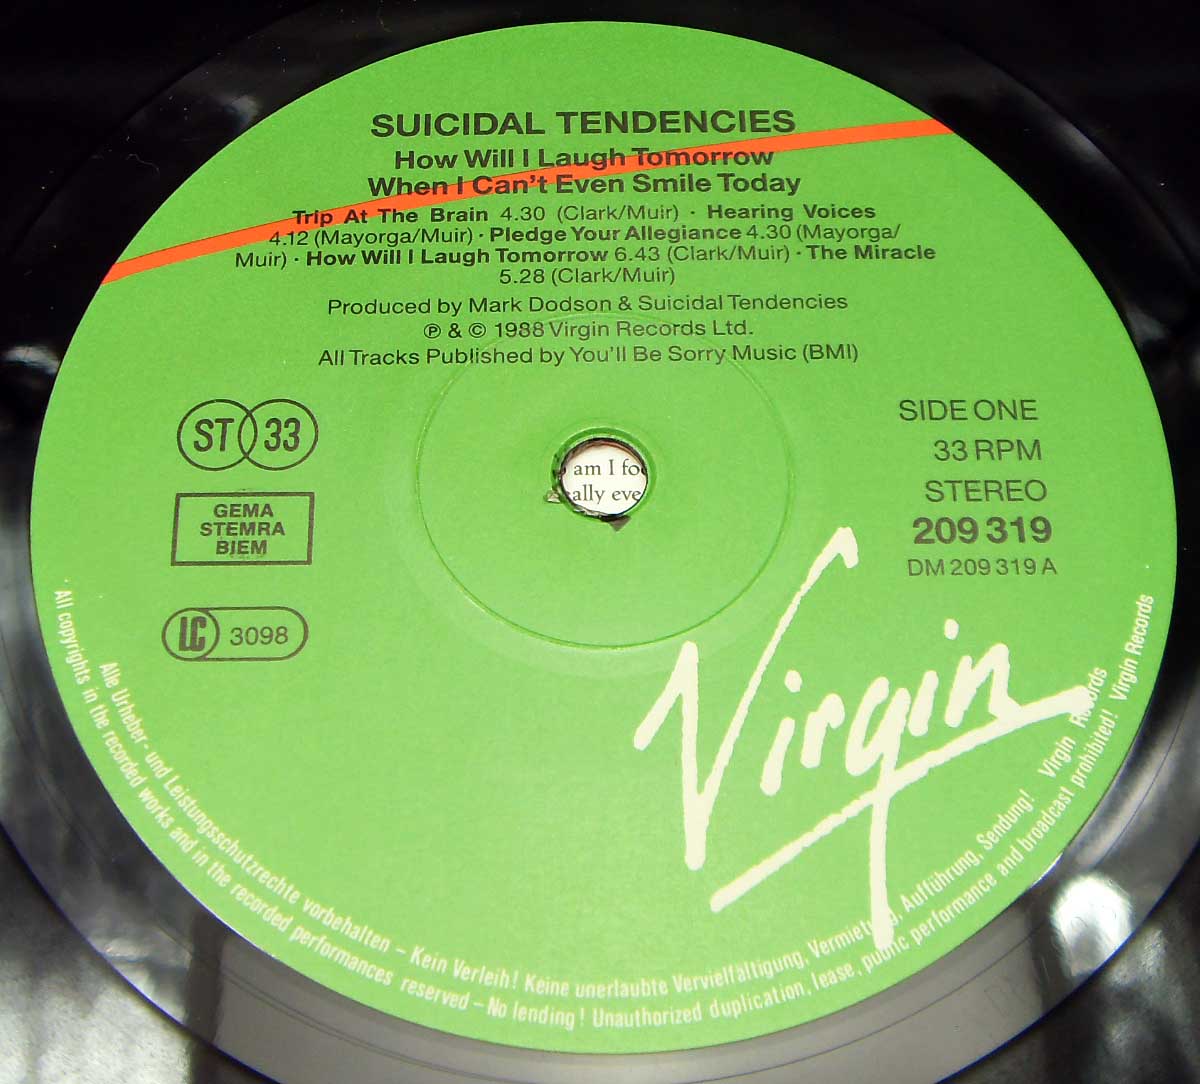 SUICIDAL TENDENCIES
How Will I Laugh Tomorrow
When I Can't Even Smile Today
Trip At The Brain 4.30 (Clark/Muir) · Hearing Voices
4.12 (Mayorga/Muir) · Pledge Your Allegiance 4.30 (Mayorga/
Muir) · How Will I Laugh Tomorrow 6.43 (Clark/Muir) · The Miracle
5.28 (Clark/Muir)
Produced by Mark Dodson & Suicidal Tendencies
℗ & © 1988 Virgin Records Ltd.
All Tracks Published by You'll Be Sorry Music (BMI)
ST 33
GEMA
STEMRA
BIEM
LC 3098
am I
ally eve
SIDE ONE
33 RPM
STEREO
209 319
DM 209 319 A
Virgin
Alle Urheber- und Leistungsschutzrechte vorbehalten – Kein Verleih! Keine unerlaubte Vervielfältigung, Vermietung, Aufführung, Sendung! Virgin Records
All copyrights in the recorded works and in the recorded performances reserved – No lending! Unauthorized duplication, lease, public performance and broadcast prohibited! Virgin Records